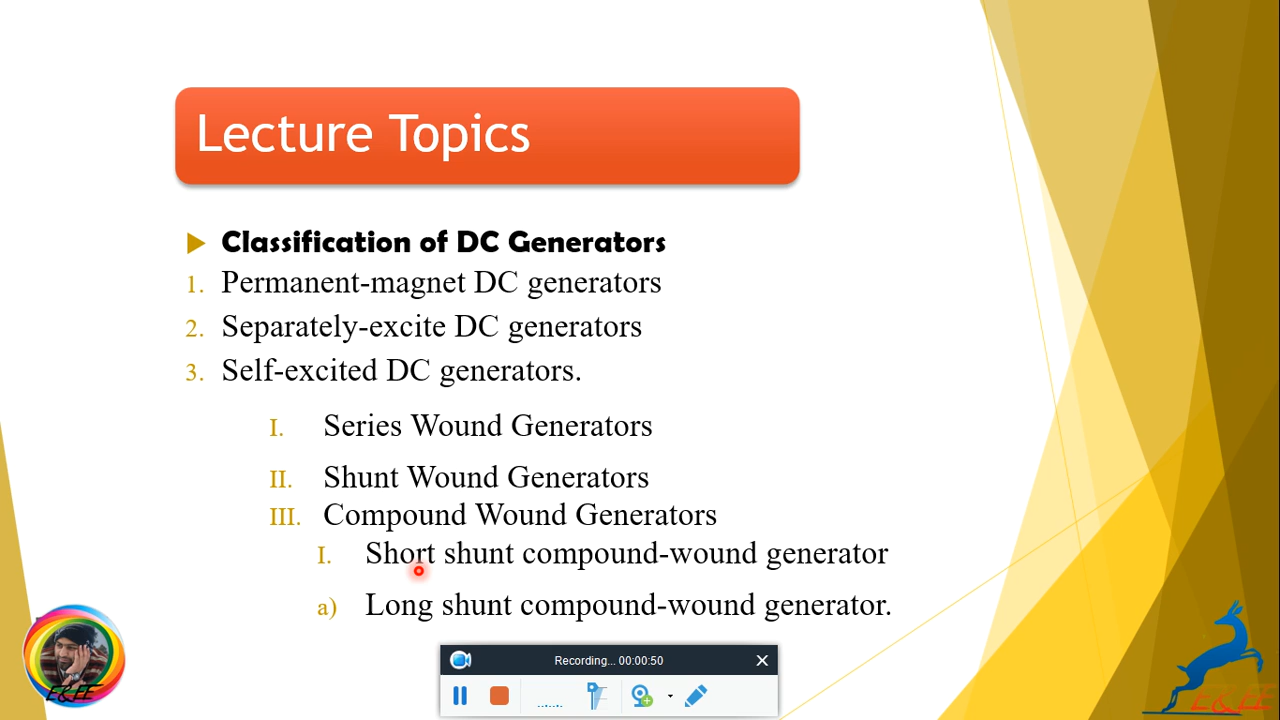 Lecture Topics
Classification of DC Generators
1. Permanent-magnet DC generators
2. Separately-excite DC generators
3. Self-excited DC generators.
I. Series Wound Generators
II. Shunt Wound Generators
III. Compound Wound Generators
I. Short shunt compound-wound generator
a) Long shunt compound-wound generator.
Recording... 00:00:50
E&EE
E&EE